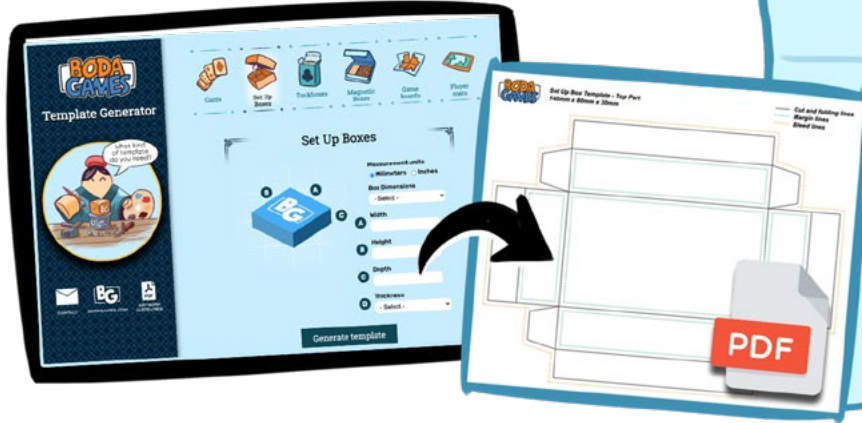 BODA
GAMES
Template Generator
What kind
of template
do you need?
BG
Cards
Set Up
Boxes
Tuckboxes
Magnetic
Boxes
Game
boards
Player
mats
Set Up Boxes
Measurement units
Milimeters
Inches
Box Dimensions
- Select -
B
A
C
BG
A
Width
B
Height
C
Depth
D
Thickness
- Select -
Generate template
BODA
GAMES
Set Up Box Template - Top Part
140mm x 80mm x 30mm
Cut and folding lines
Margin lines
Bleed lines
PDF